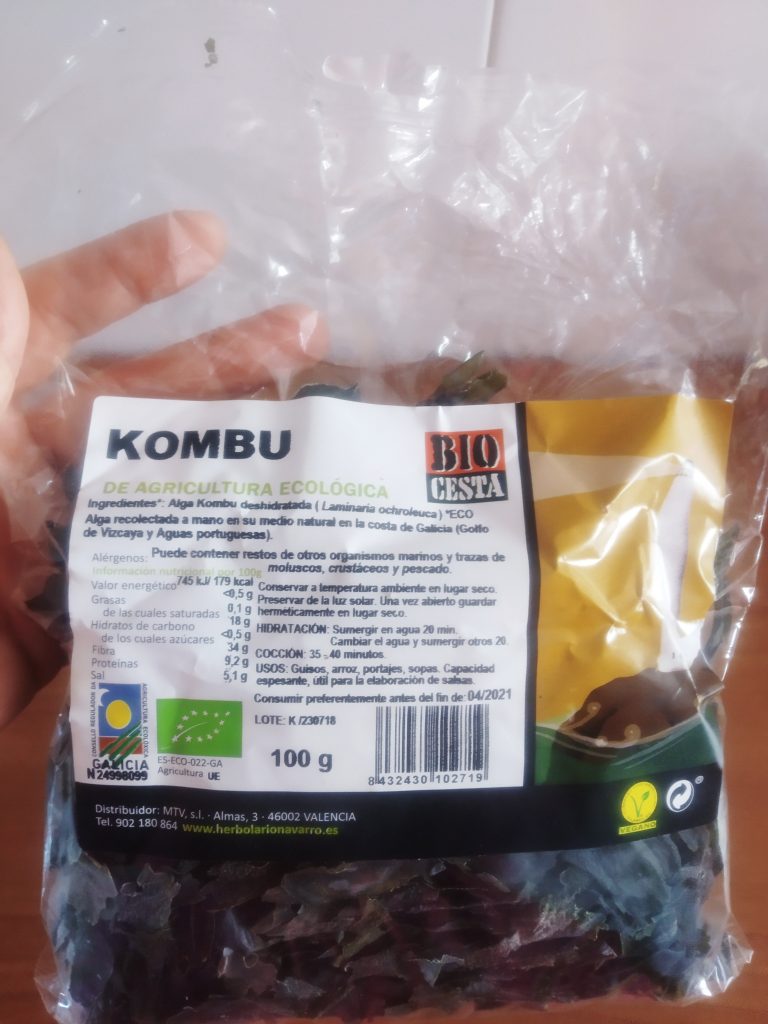 KOMBU
BIO
CESTA
DE AGRICULTURA ECOLÓGICA
Ingredientes*: Alga Kombu deshidratada ( Laminaria ochroleuca) *ECO
Alga recolectada a mano en su medio natural en la costa de Galicia (Golfo
de Vizcaya y Aguas portuguesas).
Alérgenos: Puede contener restos de otros organismos marinos y trazas de
moluscos, crustáceos y pescado.
Información nutricional por 100g
Valor energético 745 kJ/ 179 kcal
Grasas <0,5 g
de las cuales saturadas 0,1 g
Hidratos de carbono 18 g
de los cuales azúcares <0,5 g
Fibra 34 g
Proteínas 9,2 g
Sal 5,1 g
Conservar a temperatura ambiente en lugar seco.
Preservar de la luz solar. Una vez abierto guardar
herméticamente en lugar seco.
HIDRATACIÓN: Sumergir en agua 20 min.
Cambiar el agua y sumergir otros 20.
COCCIÓN: 35 - 40 minutos.
USOS: Guisos, arroz, portajes, sopas. Capacidad
espesante, útil para la elaboración de salsas.
Consumir preferentemente antes del fin de: 04/2021
LOTE: K /230718
100 g
8 432430 102719
CONSELLO REGULADOR DA
AGRICULTURA ECOLÓXICA
GALICIA
N 24998099
ES-ECO-022-GA
Agricultura UE
VEGANO
Distribuidor: MTV, s.l. · Almas, 3 · 46002 VALENCIA
Tel. 902 180 864 www.herbolarionavarro.es